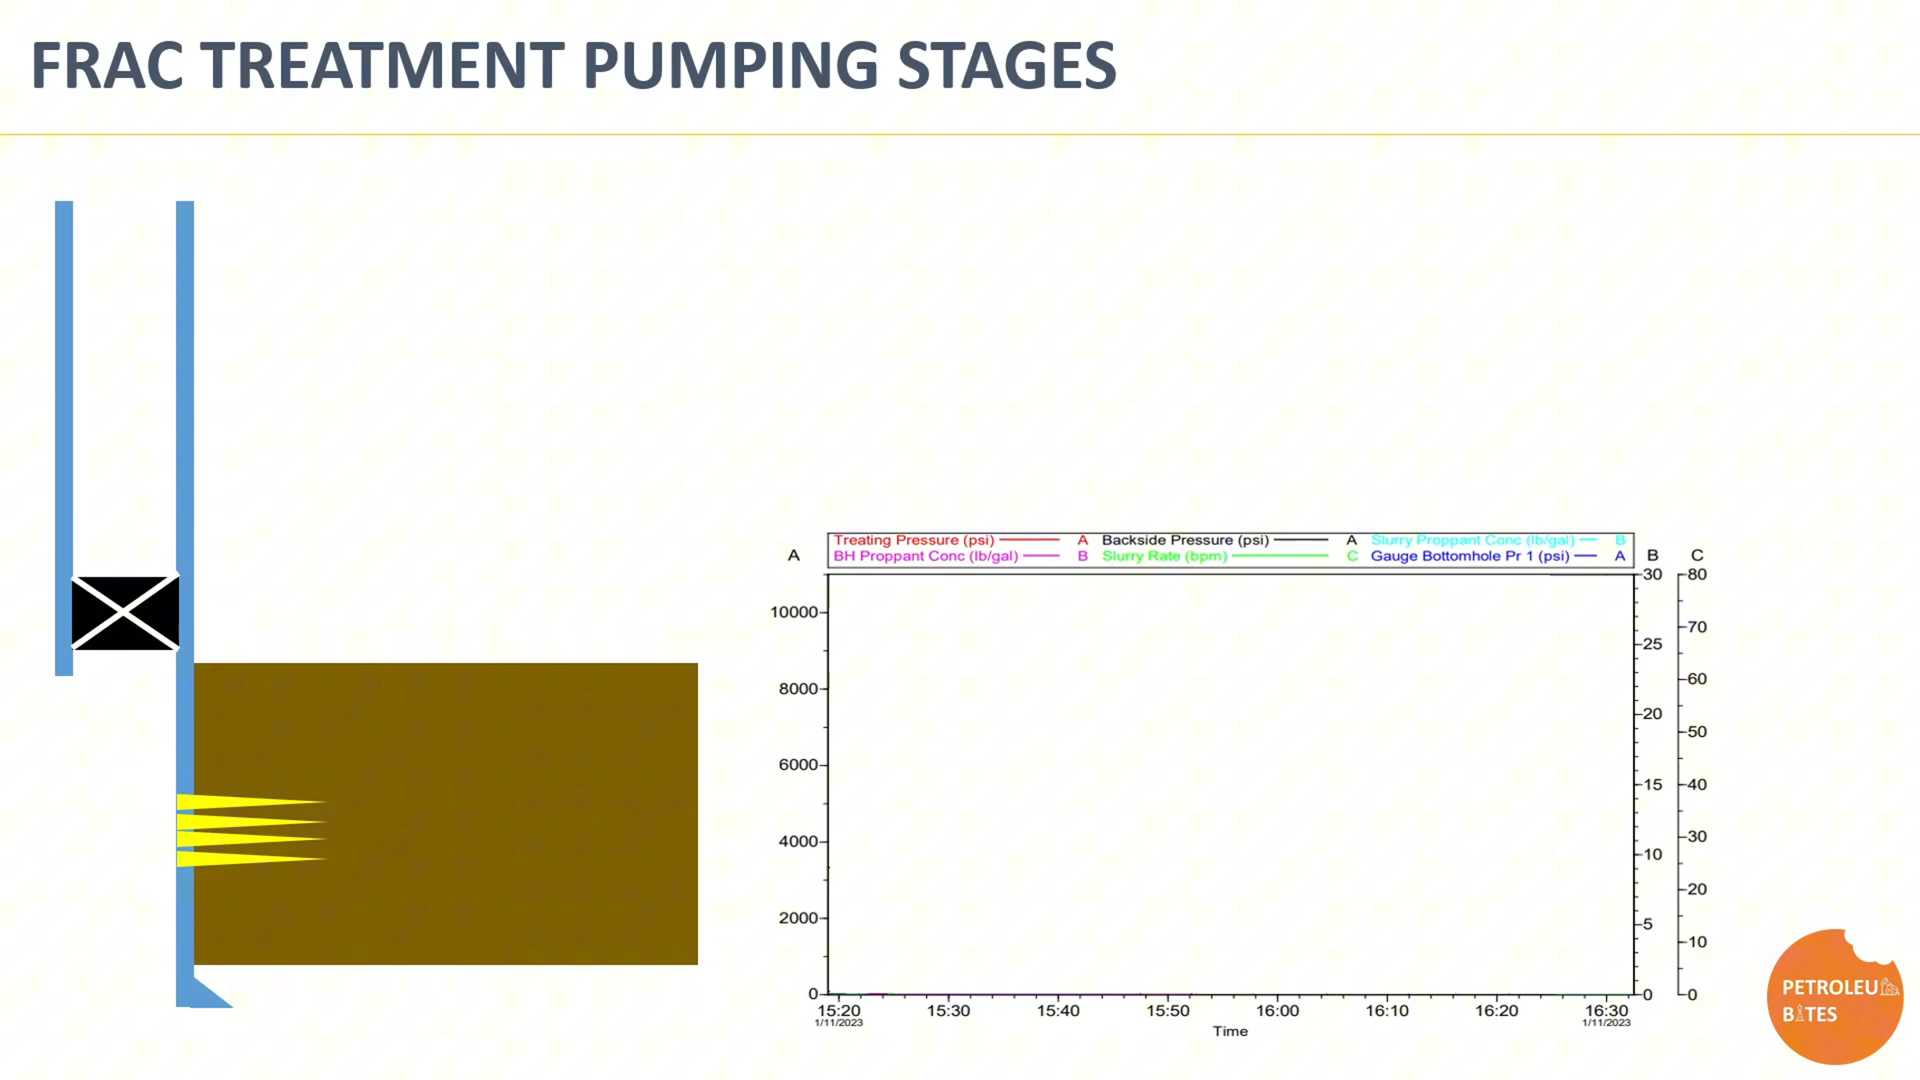 FRAC TREATMENT PUMPING STAGES
Treating Pressure (psi) A Backside Pressure (psi) A Slurry Proppant Conc (lb/gal) B
BH Proppant Conc (lb/gal) B Slurry Rate (bpm) C Gauge Bottomhole Pr 1 (psi) A
A B C
30 80
10000 70
25
8000 60
20 50
6000
15 40
4000 30
10
20
2000
5 10
0 0 0
15:20 15:30 15:40 15:50 16:00 16:10 16:20 16:30
1/11/2023 1/11/2023
Time
PETROLEU
BITES